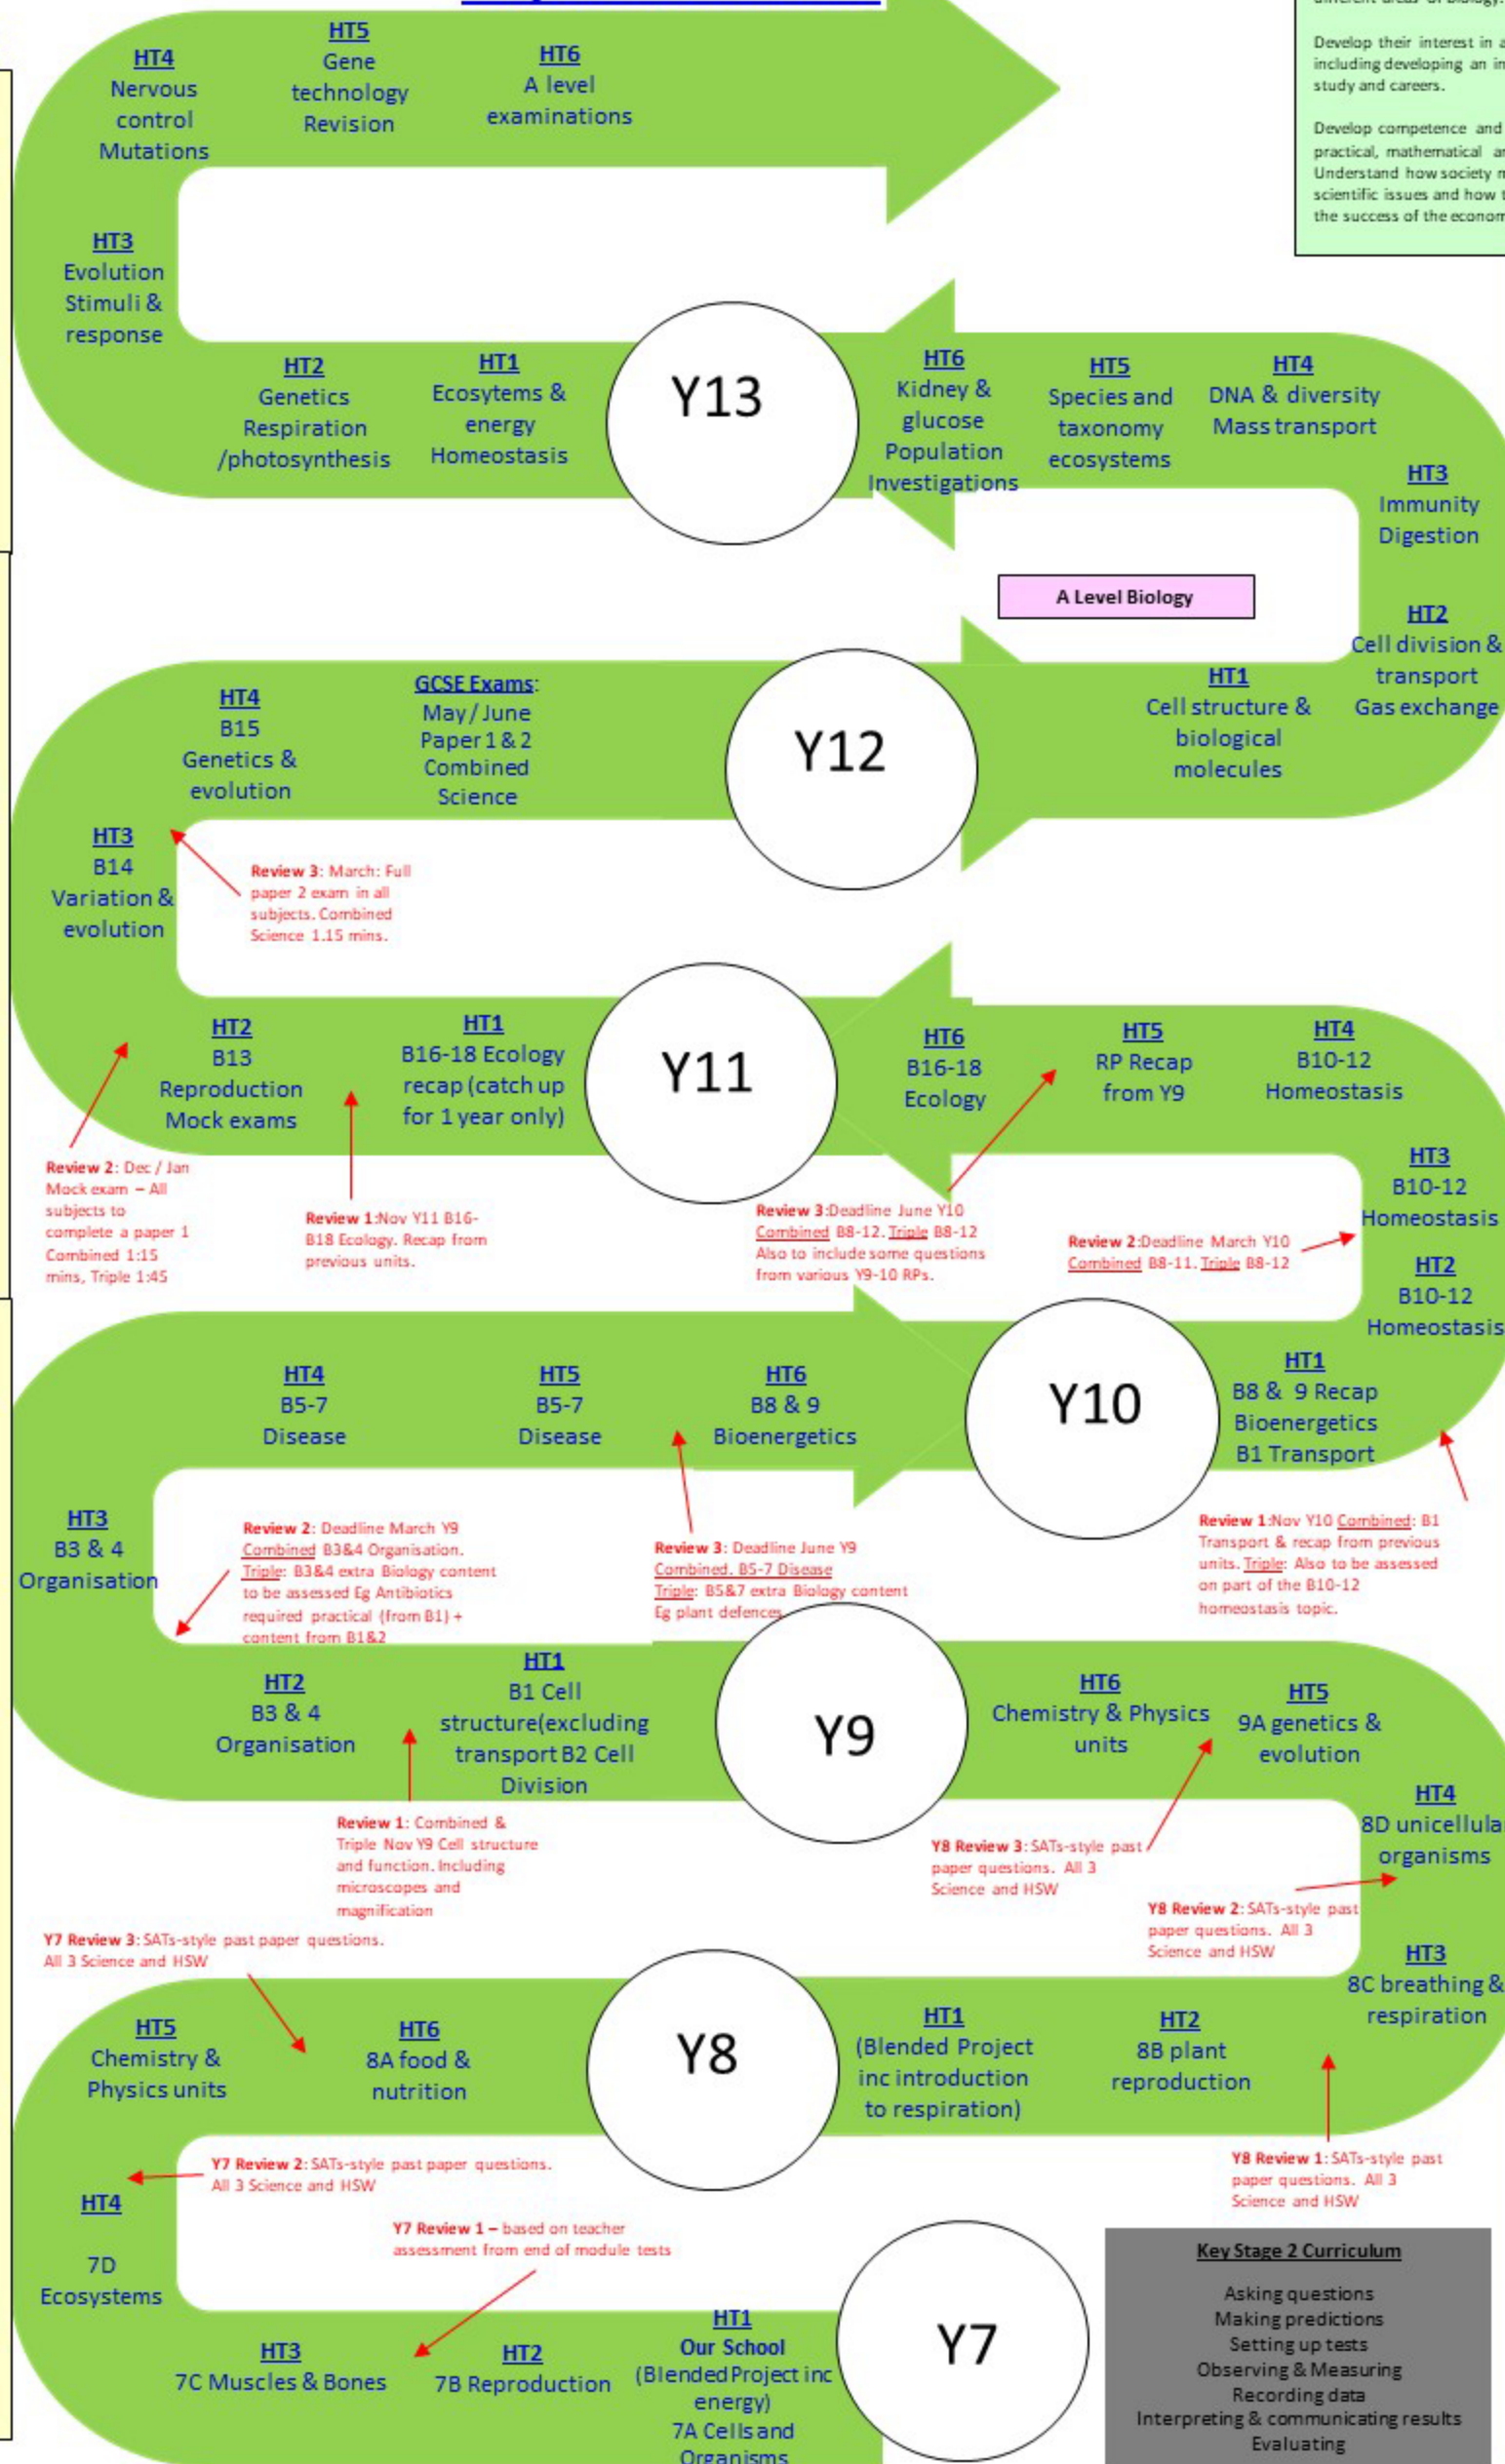 HT4
Nervous
control
Mutations
HT5
Gene
technology
Revision
HT6
A level
examinations
Develop their interest in
including developing an
study and careers.
Develop competence and
practical, mathematical
Understand how society
scientific issues and how
the success of the
HT3
Evolution
Stimuli &
response
HT2
Genetics
Respiration
/photosynthesis
HT1
Ecosytems &
energy
Homeostasis
Y13
HT6
Kidney &
glucose
Population
Investigations
HT5
Species and
taxonomy
ecosystems
HT4
DNA & diversity
Mass transport
HT3
Immunity
Digestion
A Level Biology
HT2
Cell division &
transport
Gas exchange
HT1
Cell structure &
biological
molecules
Y12
GCSE Exams:
May / June
Paper 1 & 2
Combined
Science
HT4
B15
Genetics &
evolution
HT3
B14
Variation &
evolution
Review 3: March: Full
paper 2 exam in all
subjects. Combined
Science 1.15 mins.
HT2
B13
Reproduction
Mock exams
HT1
B16-18 Ecology
recap (catch up
for 1 year only)
Y11
HT6
B16-18
Ecology
HT5
RP Recap
from Y9
HT4
B10-12
Homeostasis
HT3
B10-12
Homeostasis
HT2
B10-12
Homeostasis
Review 2: Dec / Jan
Mock exam – All
subjects to
complete a paper 1
Combined 1:15
mins, Triple 1:45
Review 1:Nov Y11 B16-
B18 Ecology. Recap from
previous units.
Review 3:Deadline June Y10
Combined B8-12. Triple B8-12
Also to include some questions
from various Y9-10 RPs.
Review 2:Deadline March Y10
Combined B8-11. Triple B8-12
HT4
B5-7
Disease
HT5
B5-7
Disease
HT6
B8 & 9
Bioenergetics
Y10
HT1
B8 & 9 Recap
Bioenergetics
B1 Transport
HT3
B3 & 4
Organisation
Review 2: Deadline March Y9
Combined B3&4 Organisation.
Triple: B3&4 extra Biology content
to be assessed Eg Antibiotics
required practical (from B1) +
content from B1&2
Review 3: Deadline June Y9
Combined. B5-7 Disease
Triple: B5&7 extra Biology content
Eg plant defences
Review 1:Nov Y10 Combined: B1
Transport & recap from previous
units. Triple: Also to be assessed
on part of the B10-12
homeostasis topic.
HT2
B3 & 4
Organisation
HT1
B1 Cell
structure(excluding
transport B2 Cell
Division
Y9
HT6
Chemistry & Physics
units
HT5
9A genetics &
evolution
HT4
8D unicellula
organisms
Review 1: Combined &
Triple Nov Y9 Cell structure
and function. Including
microscopes and
magnification
Y8 Review 3: SATs-style past
paper questions. All 3
Science and HSW
Y8 Review 2: SATs-style past
paper questions. All 3
Science and HSW
Y7 Review 3: SATs-style past paper questions.
All 3 Science and HSW
HT3
8C breathing &
respiration
HT5
Chemistry &
Physics units
HT6
8A food &
nutrition
Y8
HT1
(Blended Project
inc introduction
to respiration)
HT2
8B plant
reproduction
Y8 Review 1: SATs-style past
paper questions. All 3
Science and HSW
Y7 Review 2: SATs-style past paper questions.
All 3 Science and HSW
HT4
7D
Ecosystems
Y7 Review 1 – based on teacher
assessment from end of module tests
HT3
7C Muscles & Bones
HT2
7B Reproduction
HT1
Our School
(Blended Project inc
energy)
7A Cells and
Organisms
Y7
Key Stage 2 Curriculum
Asking questions
Making predictions
Setting up tests
Observing & Measuring
Recording data
Interpreting & communicating results
Evaluating